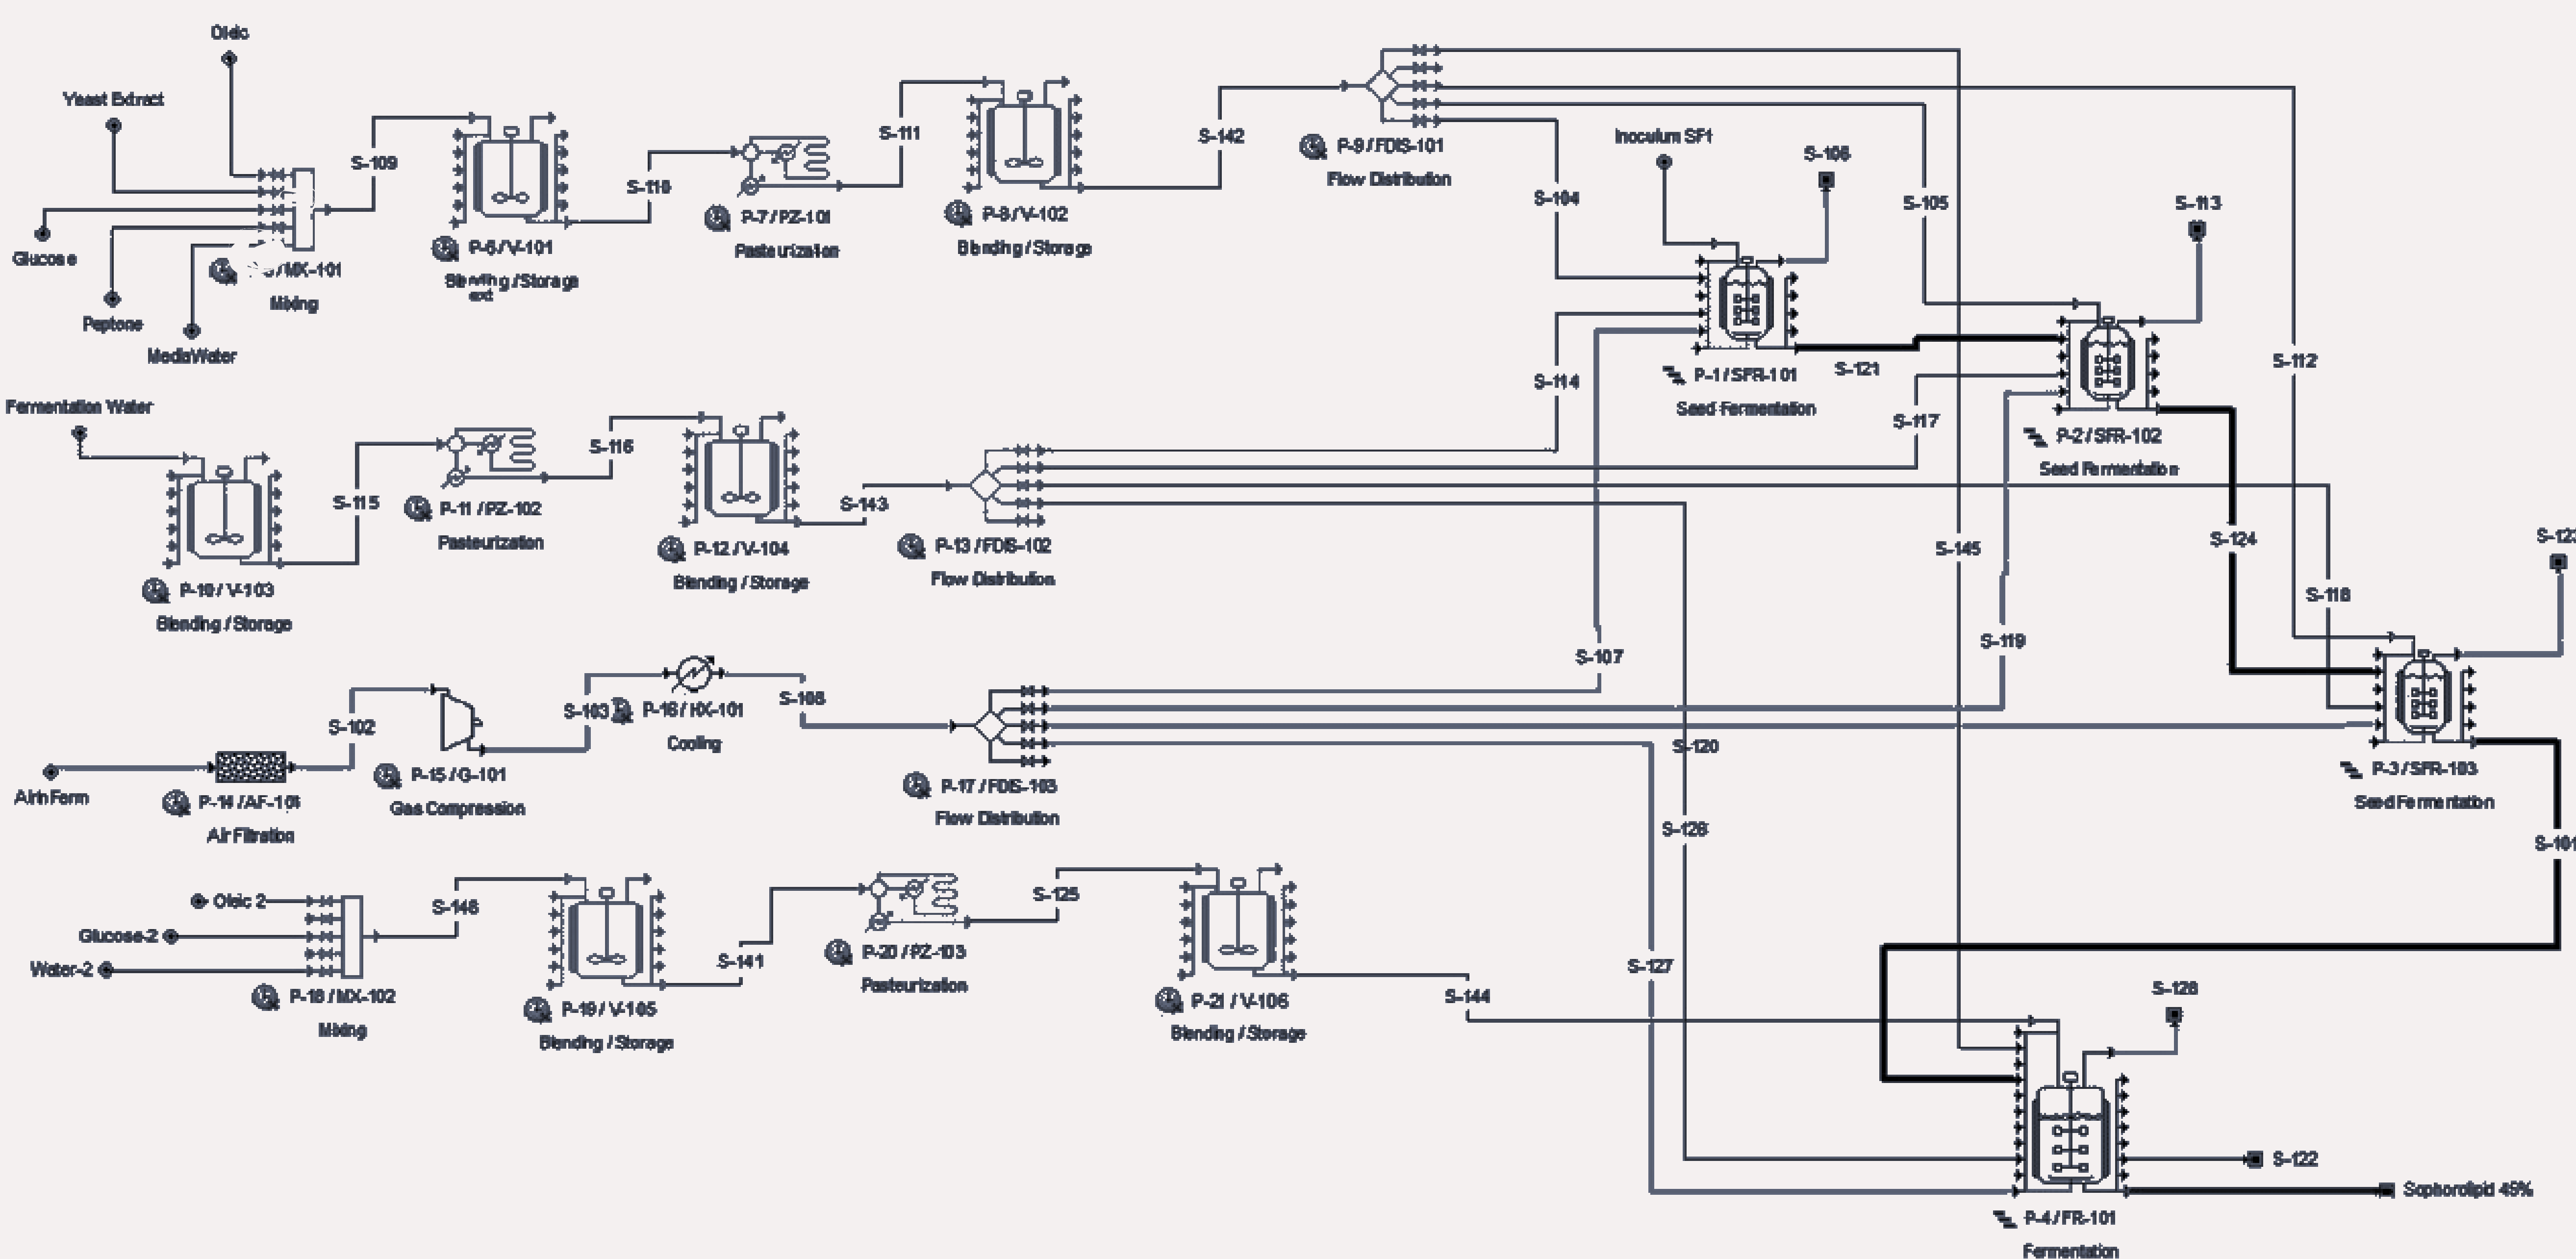 Oleic
Yeast Extract
Glucose
Peptone
MediaWater
/MX-101
Mixing
S-109
P-6 / V-101
Blending / Storage
S-110
P-7 / PZ-101
Pasteurization
S-111
P-8 / V-102
Blending / Storage
S-142
P-9 / FDIS-101
Flow Distribution
Inoculum SF1
S-106
S-104
S-105
S-113
S-114
P-1 / SFR-101
Seed Fermentation
S-121
S-117
P-2 / SFR-102
Seed Fermentation
S-112
Fermentation Water
P-10 / V-103
Blending / Storage
S-115
P-11 / PZ-102
Pasteurization
S-116
P-12 / V-104
Blending / Storage
S-143
P-13 / FDIS-102
Flow Distribution
S-145
S-124
S-118
S-119
S-107
P-3 / SFR-103
Seed Fermentation
S-101
P-14 / AF-101
Air Filtration
S-102
P-15 / G-101
Gas Compression
S-103
P-16 / HX-101
Cooling
S-108
P-17 / FDIS-103
Flow Distribution
S-120
S-127
Oleic 2
Glucose-2
Water-2
P-18 / MX-102
Mixing
S-146
P-19 / V-105
Blending / Storage
S-141
P-20 / PZ-103
Pasteurization
S-125
P-21 / V-106
Blending / Storage
S-144
S-122
Sophorolipid 49%
P-4 / FR-101
Fermentation